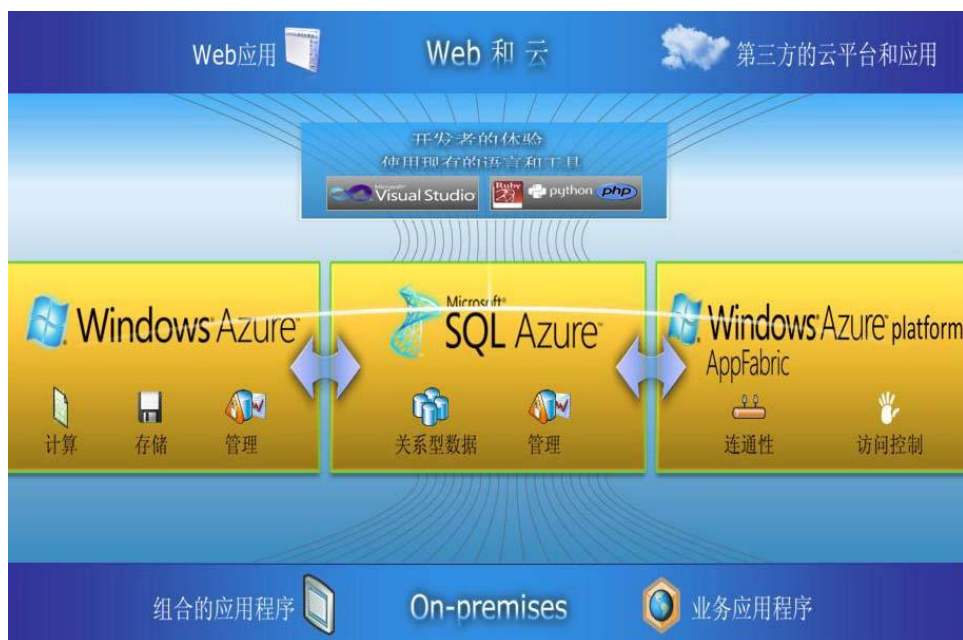 Web应用
Web 和 云
第三方的云平台和应用
开发者的体验
使用现有的语言和工具
Microsoft® Visual Studio
Ruby
python
php
Windows® Azure™
计算
存储
管理
Microsoft®
SQL Azure™
关系型数据
管理
Windows® Azure™ platform
AppFabric
连通性
访问控制
组合的应用程序
On-premises
业务应用程序